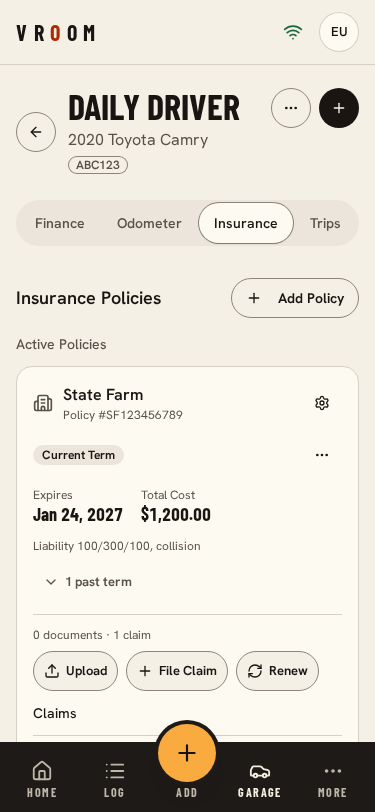 VROOM
EU
DAILY DRIVER
2020 Toyota Camry
ABC123
Finance Odometer Insurance Trips
Insurance Policies
Add Policy
Active Policies
State Farm
Policy #SF123456789
Current Term
Expires Total Cost
Jan 24, 2027 $1,200.00
Liability 100/300/100, collision
1 past term
0 documents · 1 claim
Upload File Claim Renew
Claims
HOME LOG ADD GARAGE MORE